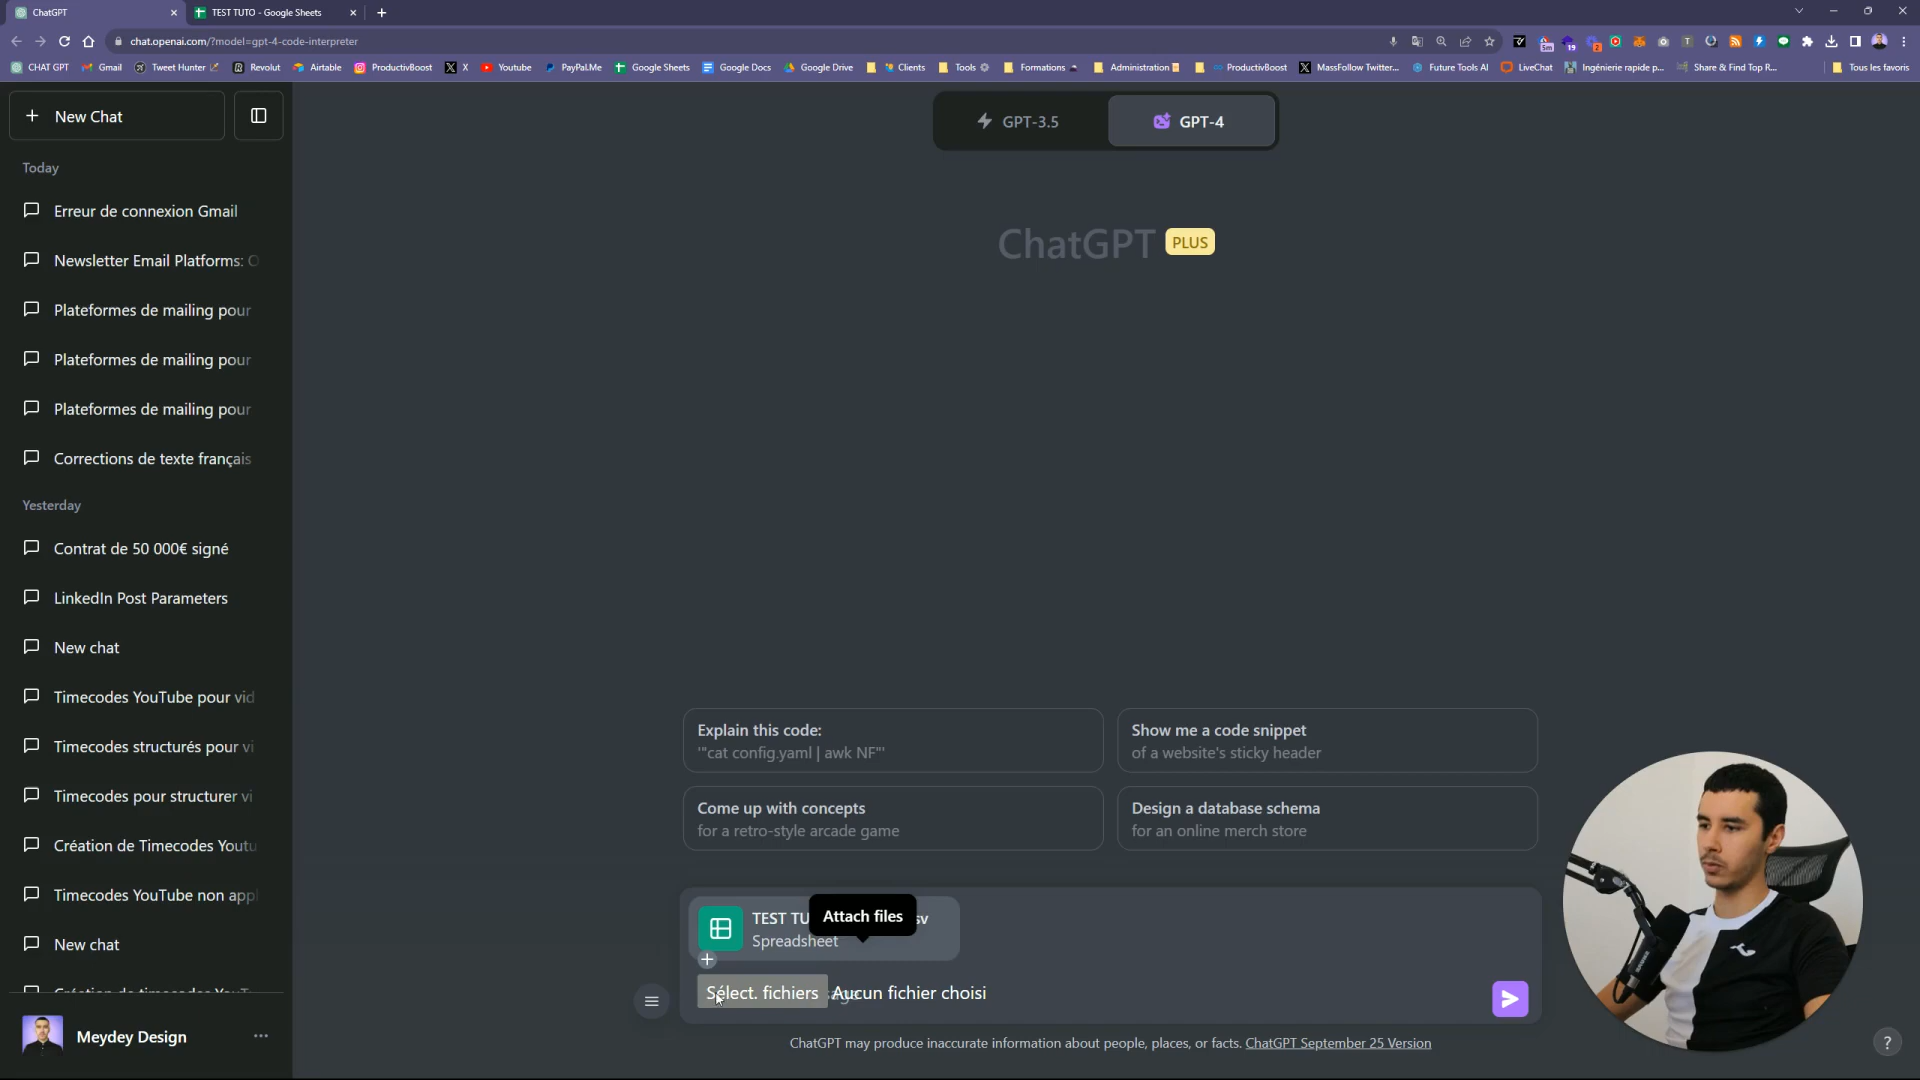 ChatGPT
TEST TUTO - Google Sheets
chat.openai.com/?model=gpt-4-code-interpreter
5m
19
2
CHAT GPT
Gmail
Tweet Hunter
Revolut
Airtable
ProductivBoost
X
Youtube
PayPal.Me
Google Sheets
Google Docs
Google Drive
Clients
Tools
Formations
Administration
ProductivBoost
MassFollow Twitter...
Future Tools AI
LiveChat
Ingénierie rapide p...
Share & Find Top R...
Tous les favoris
New Chat
Today
Erreur de connexion Gmail
Newsletter Email Platforms: C
Plateformes de mailing pour
Plateformes de mailing pour
Plateformes de mailing pour
Corrections de texte français
Yesterday
Contrat de 50 000€ signé
LinkedIn Post Parameters
New chat
Timecodes YouTube pour vid
Timecodes structurés pour vi
Timecodes pour structurer vi
Création de Timecodes Youtu
Timecodes YouTube non appl
New chat
Meydey Design
GPT-3.5
GPT-4
ChatGPT PLUS
Explain this code:
'"cat config.yaml | awk NF"'
Show me a code snippet
of a website's sticky header
Come up with concepts
for a retro-style arcade game
Design a database schema
for an online merch store
TEST TU
sv
Attach files
Spreadsheet
Sélect. fichiers
Aucun fichier choisi
ChatGPT may produce inaccurate information about people, places, or facts. ChatGPT September 25 Version
?